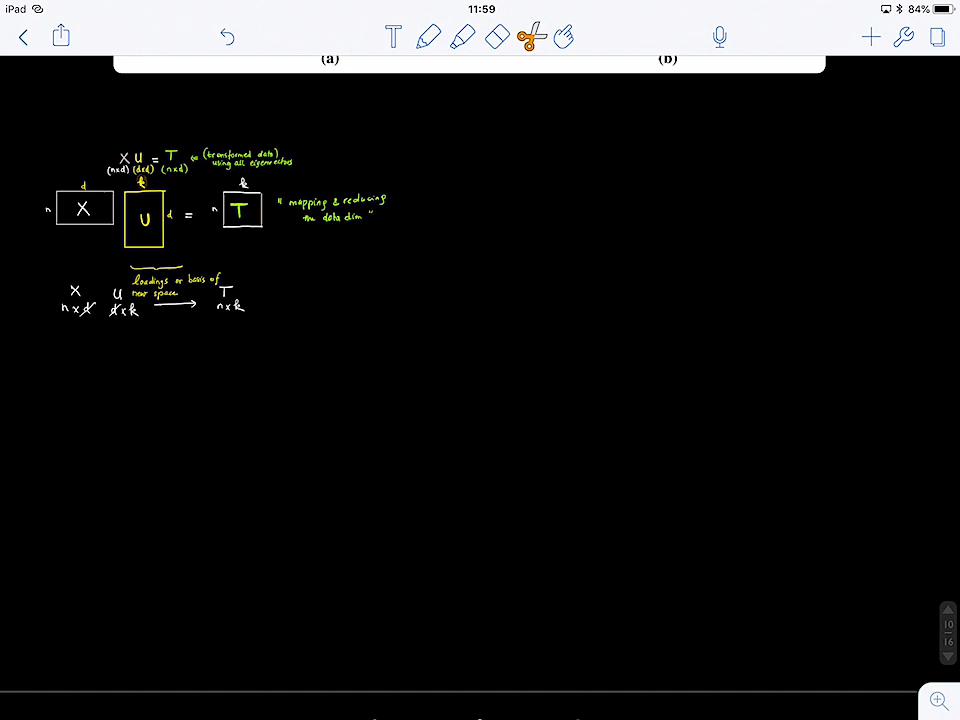 iPad 11:59 84%
T
(a) (b)
X U = T ← (transformed data)
using all eigenvectors
(n×d) (d×d) (n×d)
d k k
n X U d = n T " mapping & reducing
the data dim "
loadings or basis of
new space
X U T
n×d d×k → n×k
10
16